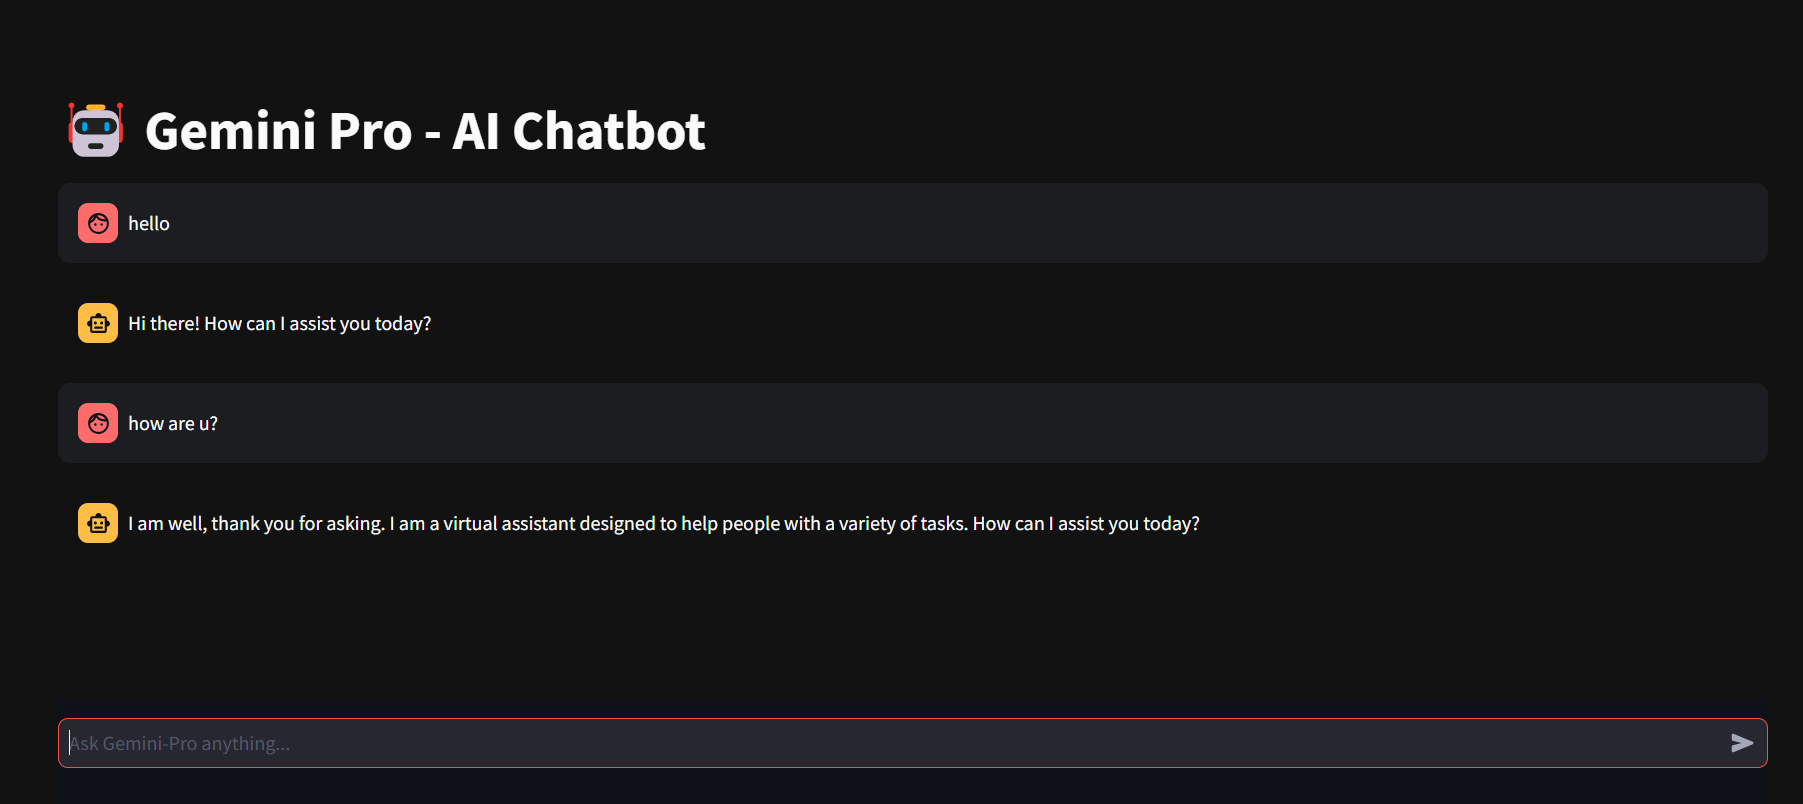 Gemini Pro - AI Chatbot
hello
Hi there! How can I assist you today?
how are u?
I am well, thank you for asking. I am a virtual assistant designed to help people with a variety of tasks. How can I assist you today?
Ask Gemini-Pro anything...